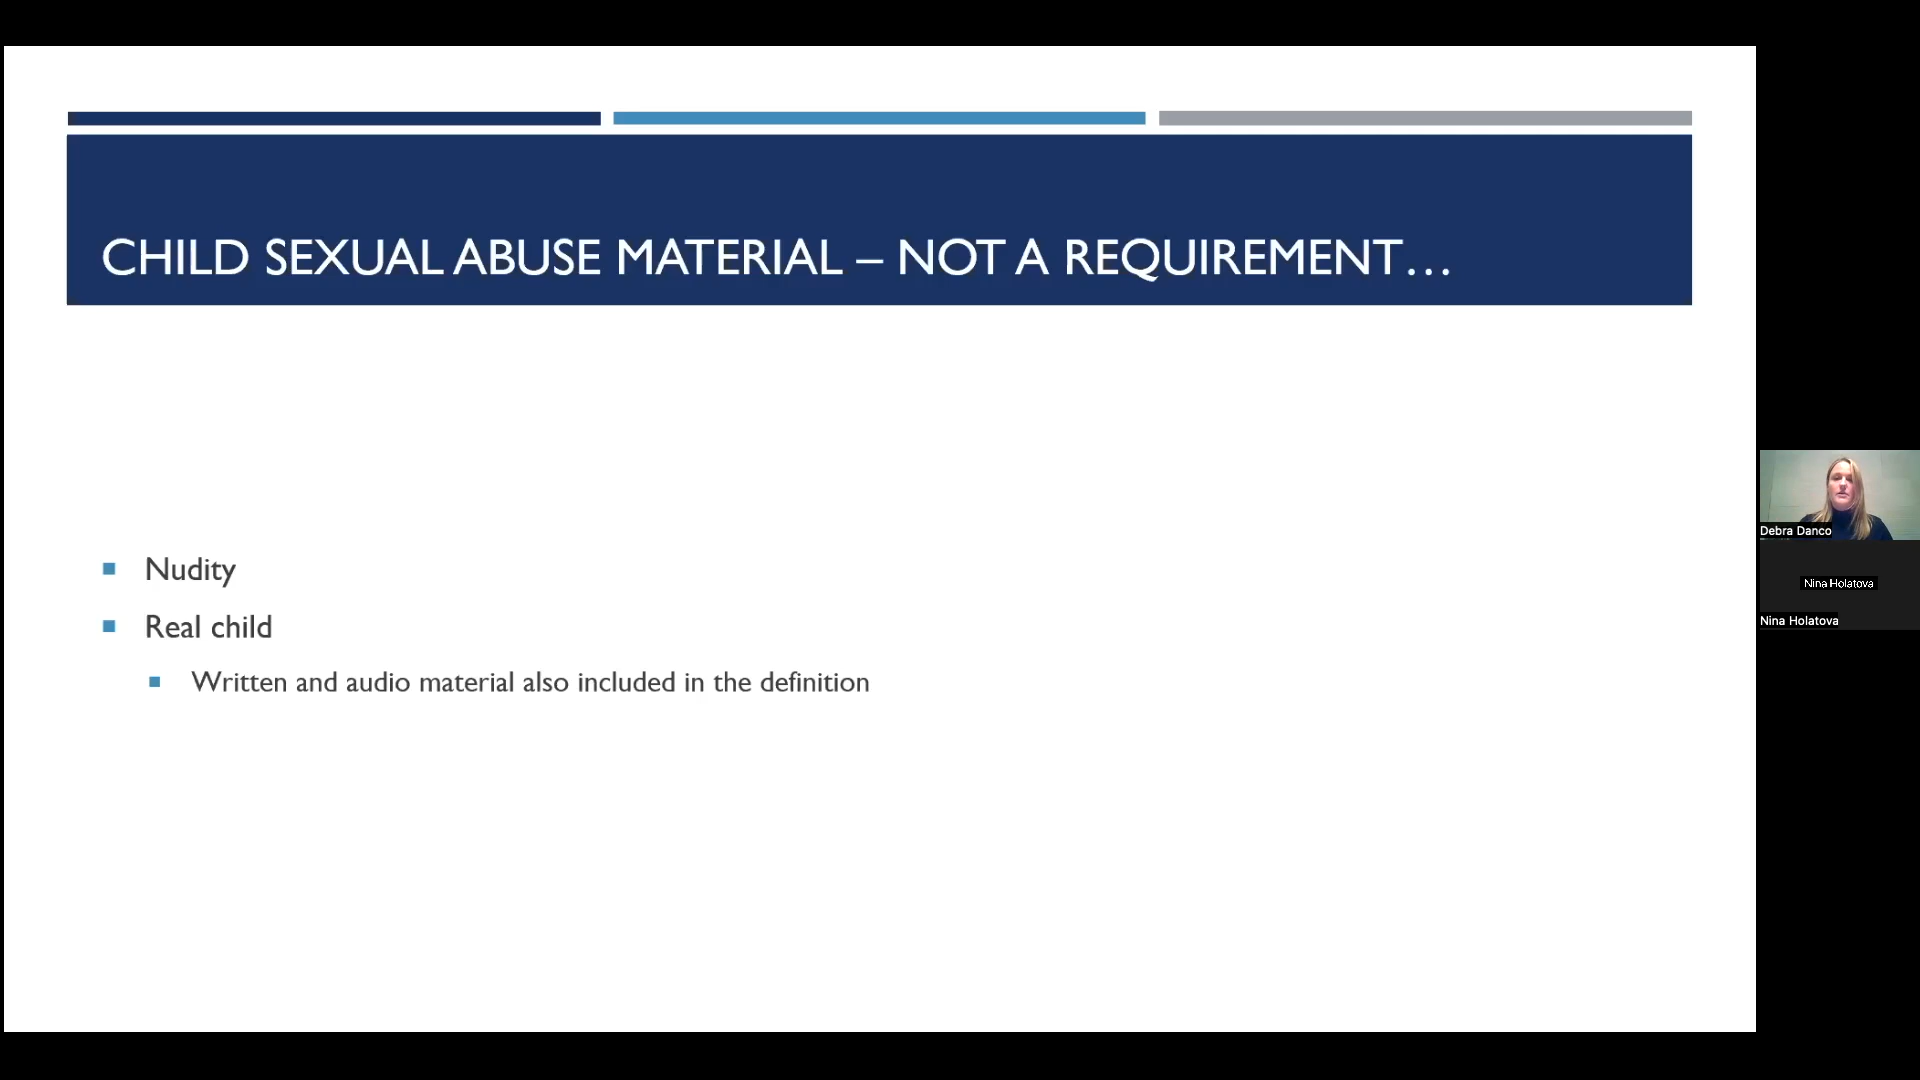 CHILD SEXUAL ABUSE MATERIAL – NOT A REQUIREMENT…
Nudity
Real child
Written and audio material also included in the definition
Debra Danco
Nina Holatova
Nina Holatova